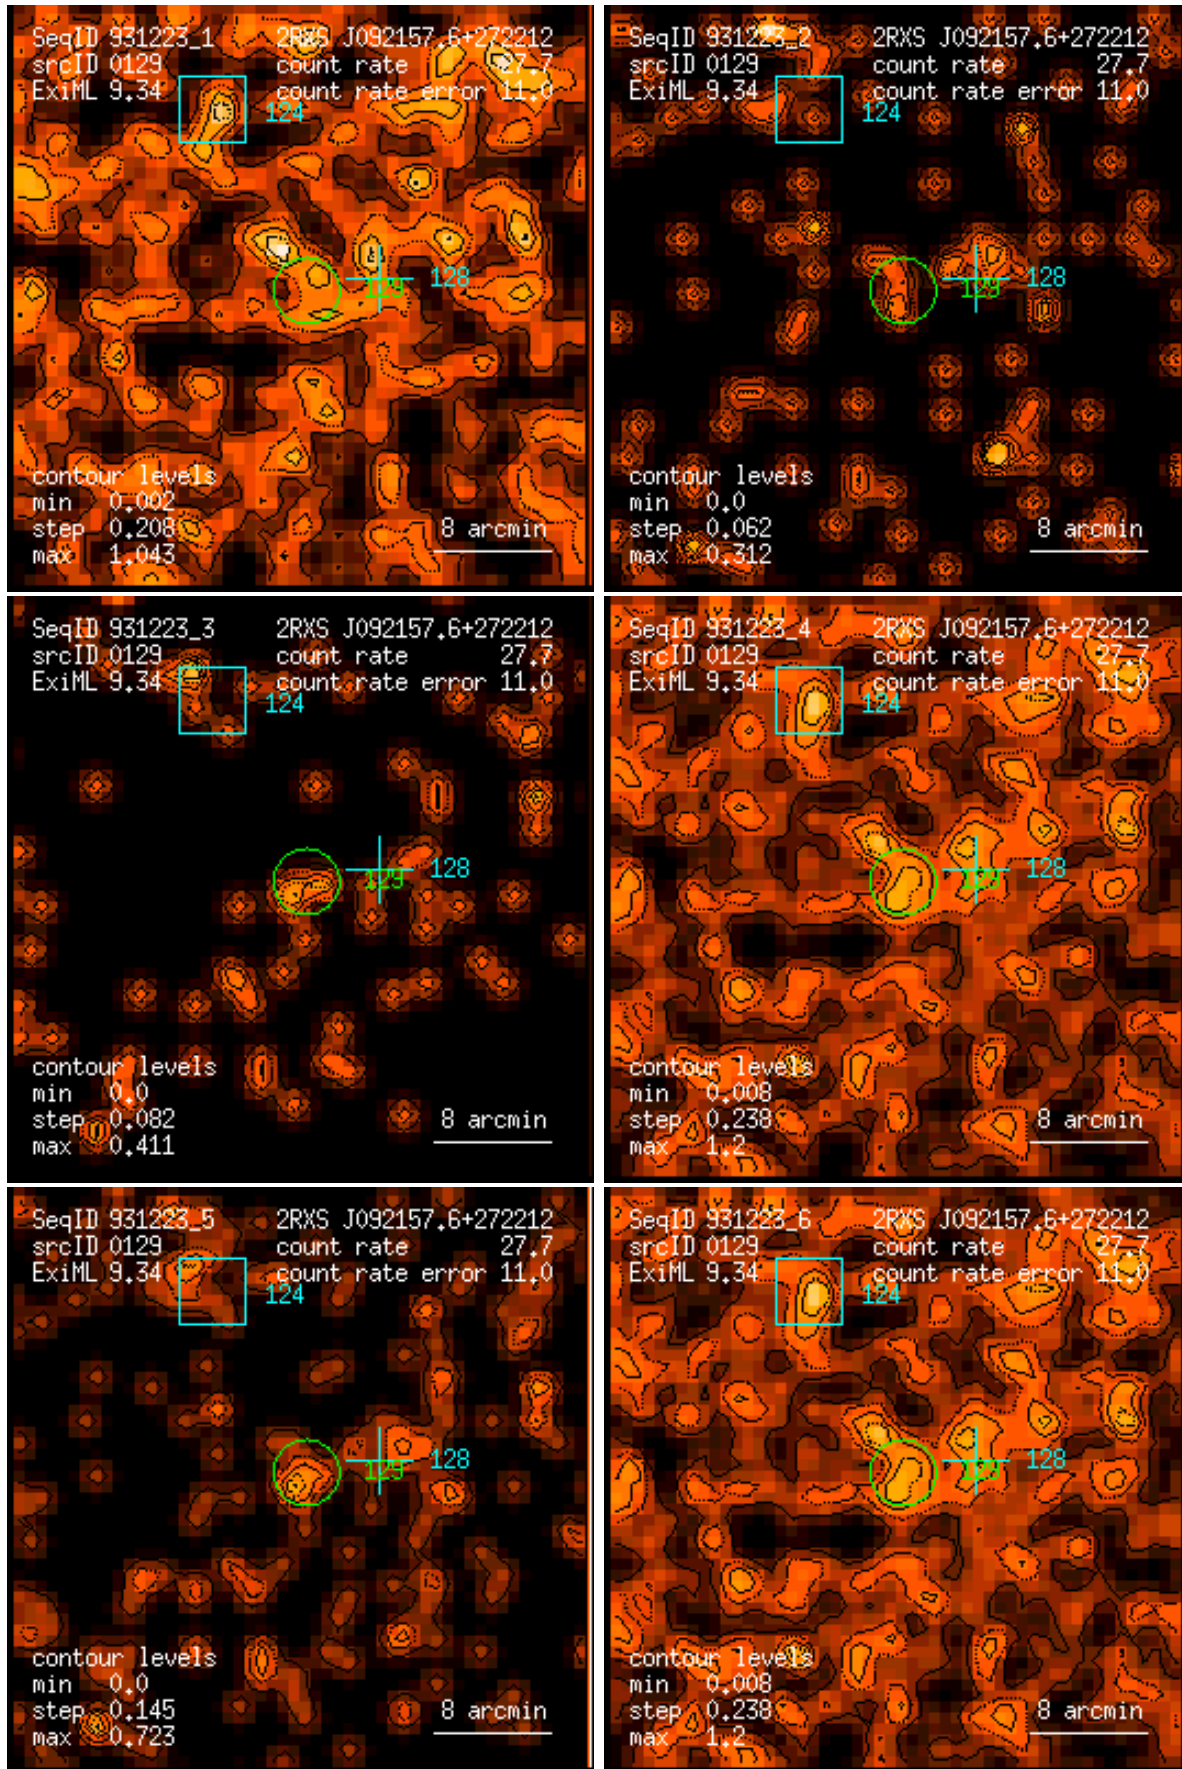 SeqID 931223_1 2RXS J092157.6+272212
srcID 0129 count rate 27.7
ExiML 9.34 count rate error 11.0
124
128
129
contour levels
min 0.002
step 0.208 8 arcmin
max 1.043
SeqID 931223_2 2RXS J092157.6+272212
srcID 0129 count rate 27.7
ExiML 9.34 count rate error 11.0
124
128
129
contour levels
min 0.0
step 0.062 8 arcmin
max 0.312
SeqID 931223_3 2RXS J092157.6+272212
srcID 0129 count rate 27.7
ExiML 9.34 count rate error 11.0
124
128
129
contour levels
min 0.0
step 0.082 8 arcmin
max 0.411
SeqID 931223_4 2RXS J092157.6+272212
srcID 0129 count rate 27.7
ExiML 9.34 count rate error 11.0
124
128
129
contour levels
min 0.008
step 0.238 8 arcmin
max 1.2
SeqID 931223_5 2RXS J092157.6+272212
srcID 0129 count rate 27.7
ExiML 9.34 count rate error 11.0
124
128
129
contour levels
min 0.0
step 0.145 8 arcmin
max 0.723
SeqID 931223_6 2RXS J092157.6+272212
srcID 0129 count rate 27.7
ExiML 9.34 count rate error 11.0
124
128
129
contour levels
min 0.008
step 0.238 8 arcmin
max 1.2